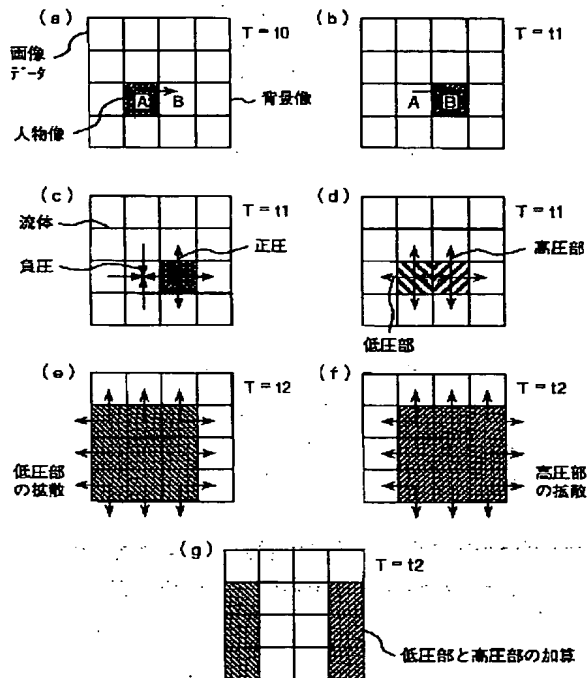 (a)
画像
データ
T = t0
A
B
人物像
背景像
(b)
T = t1
A
B
(c)
流体
T = t1
正圧
負圧
(d)
T = t1
高圧部
低圧部
(e)
T = t2
低圧部
の拡散
(f)
T = t2
高圧部
の拡散
(g)
T = t2
低圧部と高圧部の加算